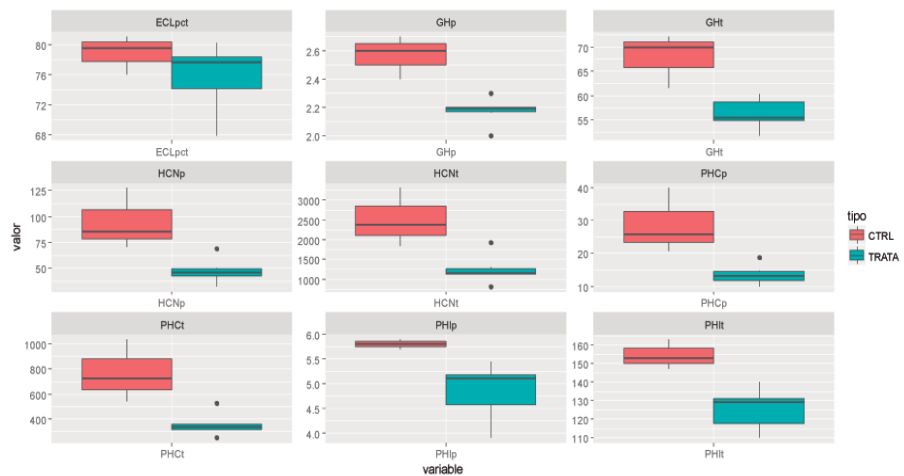 ECLpct
GHp
GHt
80
76
72
68
2.6
2.4
2.2
2.0
70
65
60
55
ECLpct
GHp
GHt
HCNp
HCNt
PHCp
125
100
75
50
3000
2500
2000
1500
1000
40
30
20
10
HCNp
HCNt
PHCp
PHCt
PHIp
PHIt
1000
800
600
400
6.0
5.5
5.0
4.5
4.0
160
150
140
130
120
110
PHCt
PHIp
PHIt
valor
variable
tipo
CTRL
TRATA